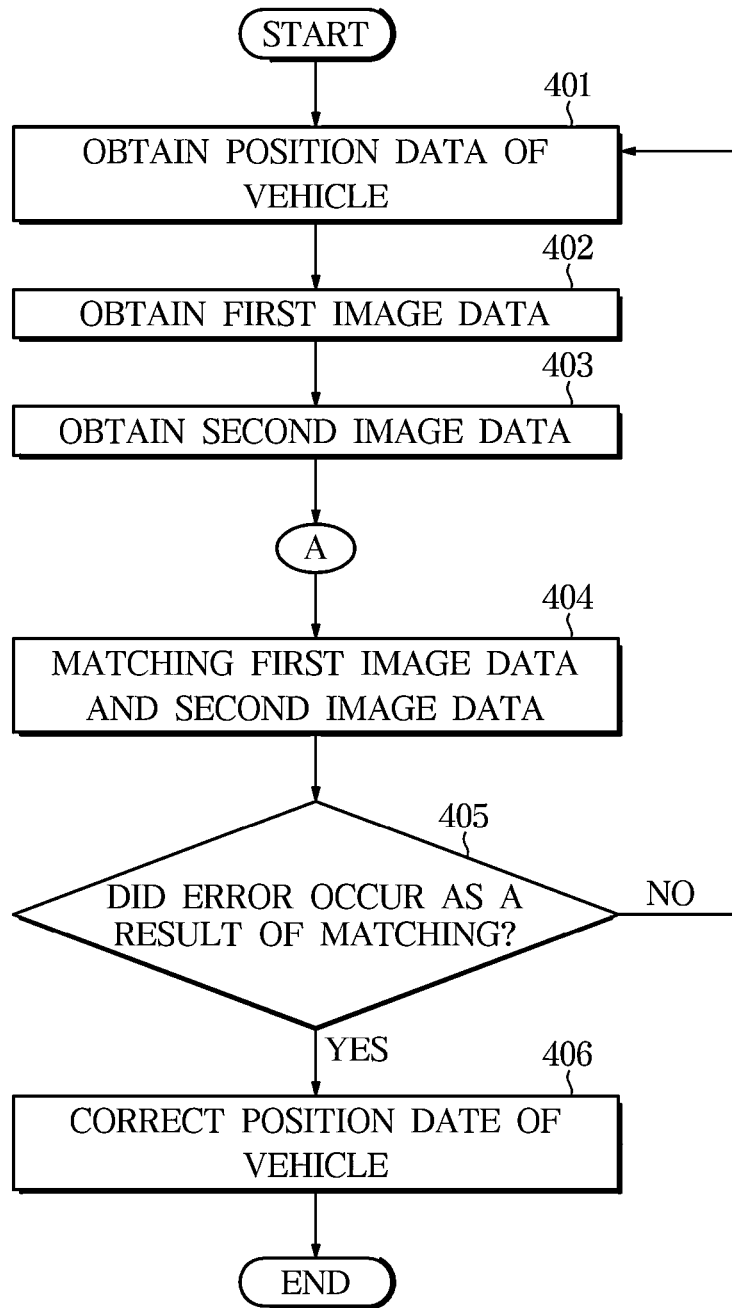 START
401
OBTAIN POSITION DATA OF
VEHICLE
402
OBTAIN FIRST IMAGE DATA
403
OBTAIN SECOND IMAGE DATA
A
404
MATCHING FIRST IMAGE DATA
AND SECOND IMAGE DATA
405
DID ERROR OCCUR AS A
RESULT OF MATCHING?
NO
YES
406
CORRECT POSITION DATE OF
VEHICLE
END